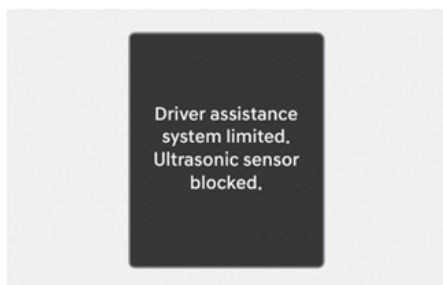 Driver assistance
system limited.
Ultrasonic sensor
blocked.